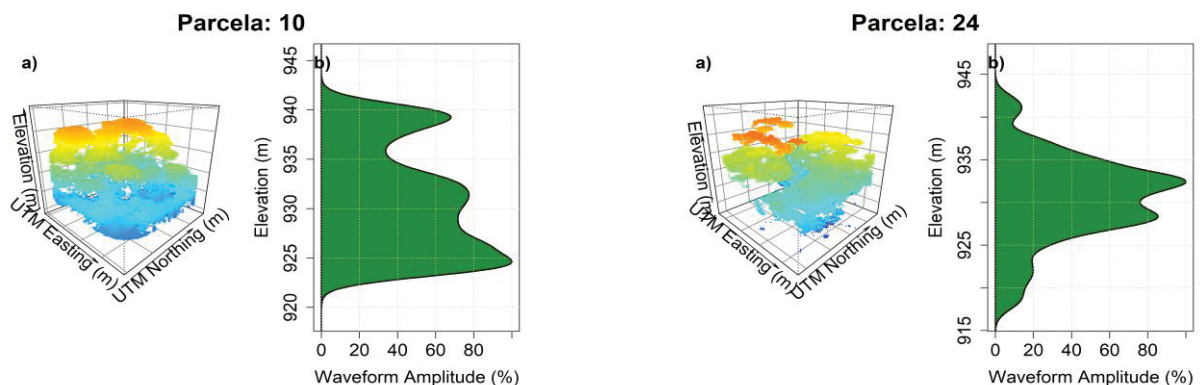 Parcela: 10
a)
Elevation (m)
UTM Easting (m)
UTM Northing (m)
b)
Elevation (m)
945
940
935
930
925
920
0 20 40 60 80
Waveform Amplitude (%)
Parcela: 24
a)
Elevation (m)
UTM Easting (m)
UTM Northing (m)
b)
Elevation (m)
945
935
925
915
0 20 40 60 80
Waveform Amplitude (%)